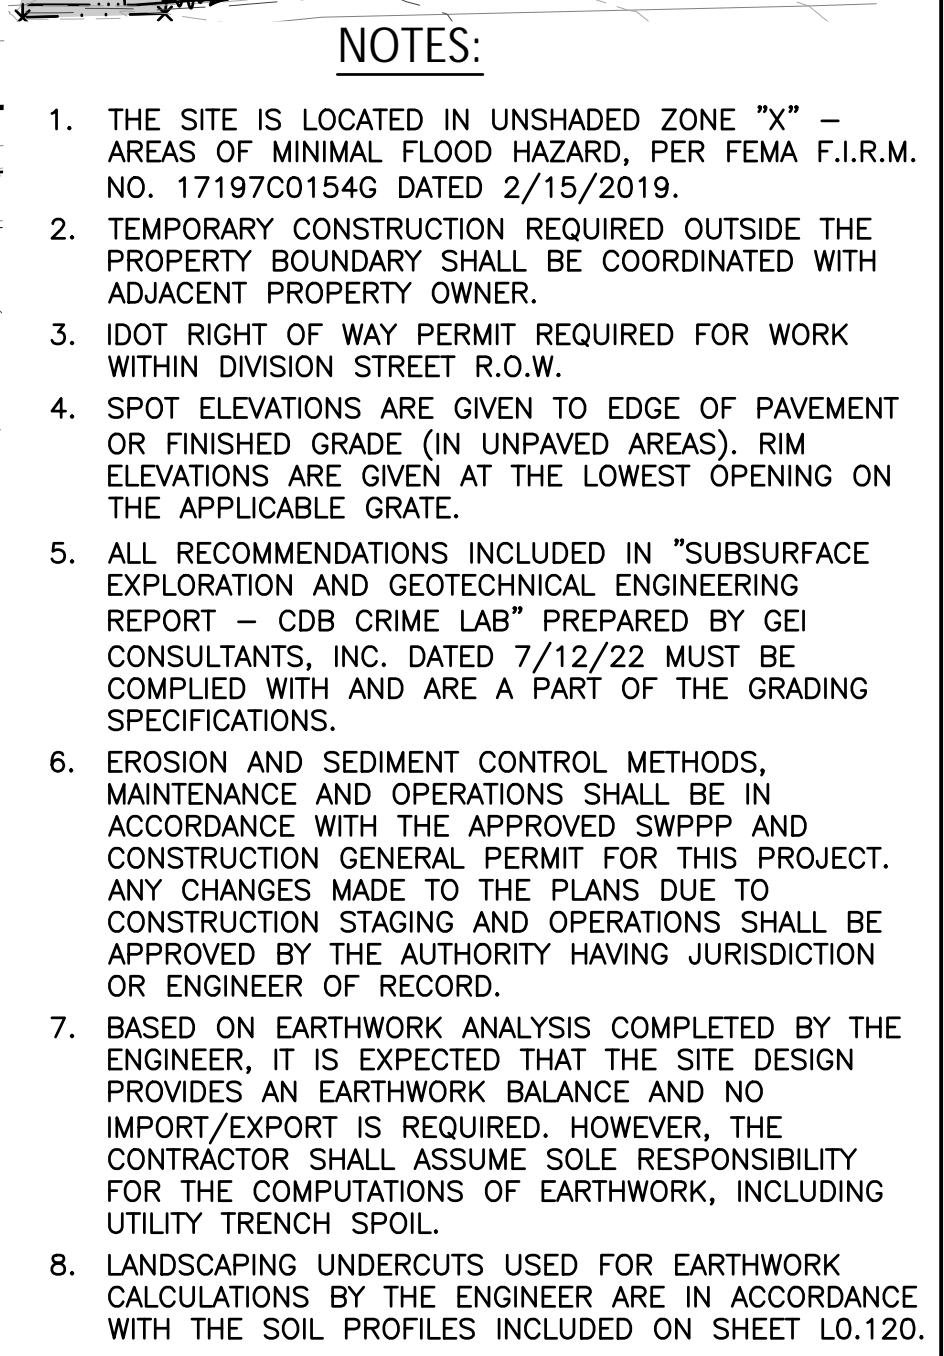 NOTES:
1. THE SITE IS LOCATED IN UNSHADED ZONE "X" –
AREAS OF MINIMAL FLOOD HAZARD, PER FEMA F.I.R.M.
NO. 17197C0154G DATED 2/15/2019.
2. TEMPORARY CONSTRUCTION REQUIRED OUTSIDE THE
PROPERTY BOUNDARY SHALL BE COORDINATED WITH
ADJACENT PROPERTY OWNER.
3. IDOT RIGHT OF WAY PERMIT REQUIRED FOR WORK
WITHIN DIVISION STREET R.O.W.
4. SPOT ELEVATIONS ARE GIVEN TO EDGE OF PAVEMENT
OR FINISHED GRADE (IN UNPAVED AREAS). RIM
ELEVATIONS ARE GIVEN AT THE LOWEST OPENING ON
THE APPLICABLE GRATE.
5. ALL RECOMMENDATIONS INCLUDED IN "SUBSURFACE
EXPLORATION AND GEOTECHNICAL ENGINEERING
REPORT – CDB CRIME LAB" PREPARED BY GEI
CONSULTANTS, INC. DATED 7/12/22 MUST BE
COMPLIED WITH AND ARE A PART OF THE GRADING
SPECIFICATIONS.
6. EROSION AND SEDIMENT CONTROL METHODS,
MAINTENANCE AND OPERATIONS SHALL BE IN
ACCORDANCE WITH THE APPROVED SWPPP AND
CONSTRUCTION GENERAL PERMIT FOR THIS PROJECT.
ANY CHANGES MADE TO THE PLANS DUE TO
CONSTRUCTION STAGING AND OPERATIONS SHALL BE
APPROVED BY THE AUTHORITY HAVING JURISDICTION
OR ENGINEER OF RECORD.
7. BASED ON EARTHWORK ANALYSIS COMPLETED BY THE
ENGINEER, IT IS EXPECTED THAT THE SITE DESIGN
PROVIDES AN EARTHWORK BALANCE AND NO
IMPORT/EXPORT IS REQUIRED. HOWEVER, THE
CONTRACTOR SHALL ASSUME SOLE RESPONSIBILITY
FOR THE COMPUTATIONS OF EARTHWORK, INCLUDING
UTILITY TRENCH SPOIL.
8. LANDSCAPING UNDERCUTS USED FOR EARTHWORK
CALCULATIONS BY THE ENGINEER ARE IN ACCORDANCE
WITH THE SOIL PROFILES INCLUDED ON SHEET L0.120.